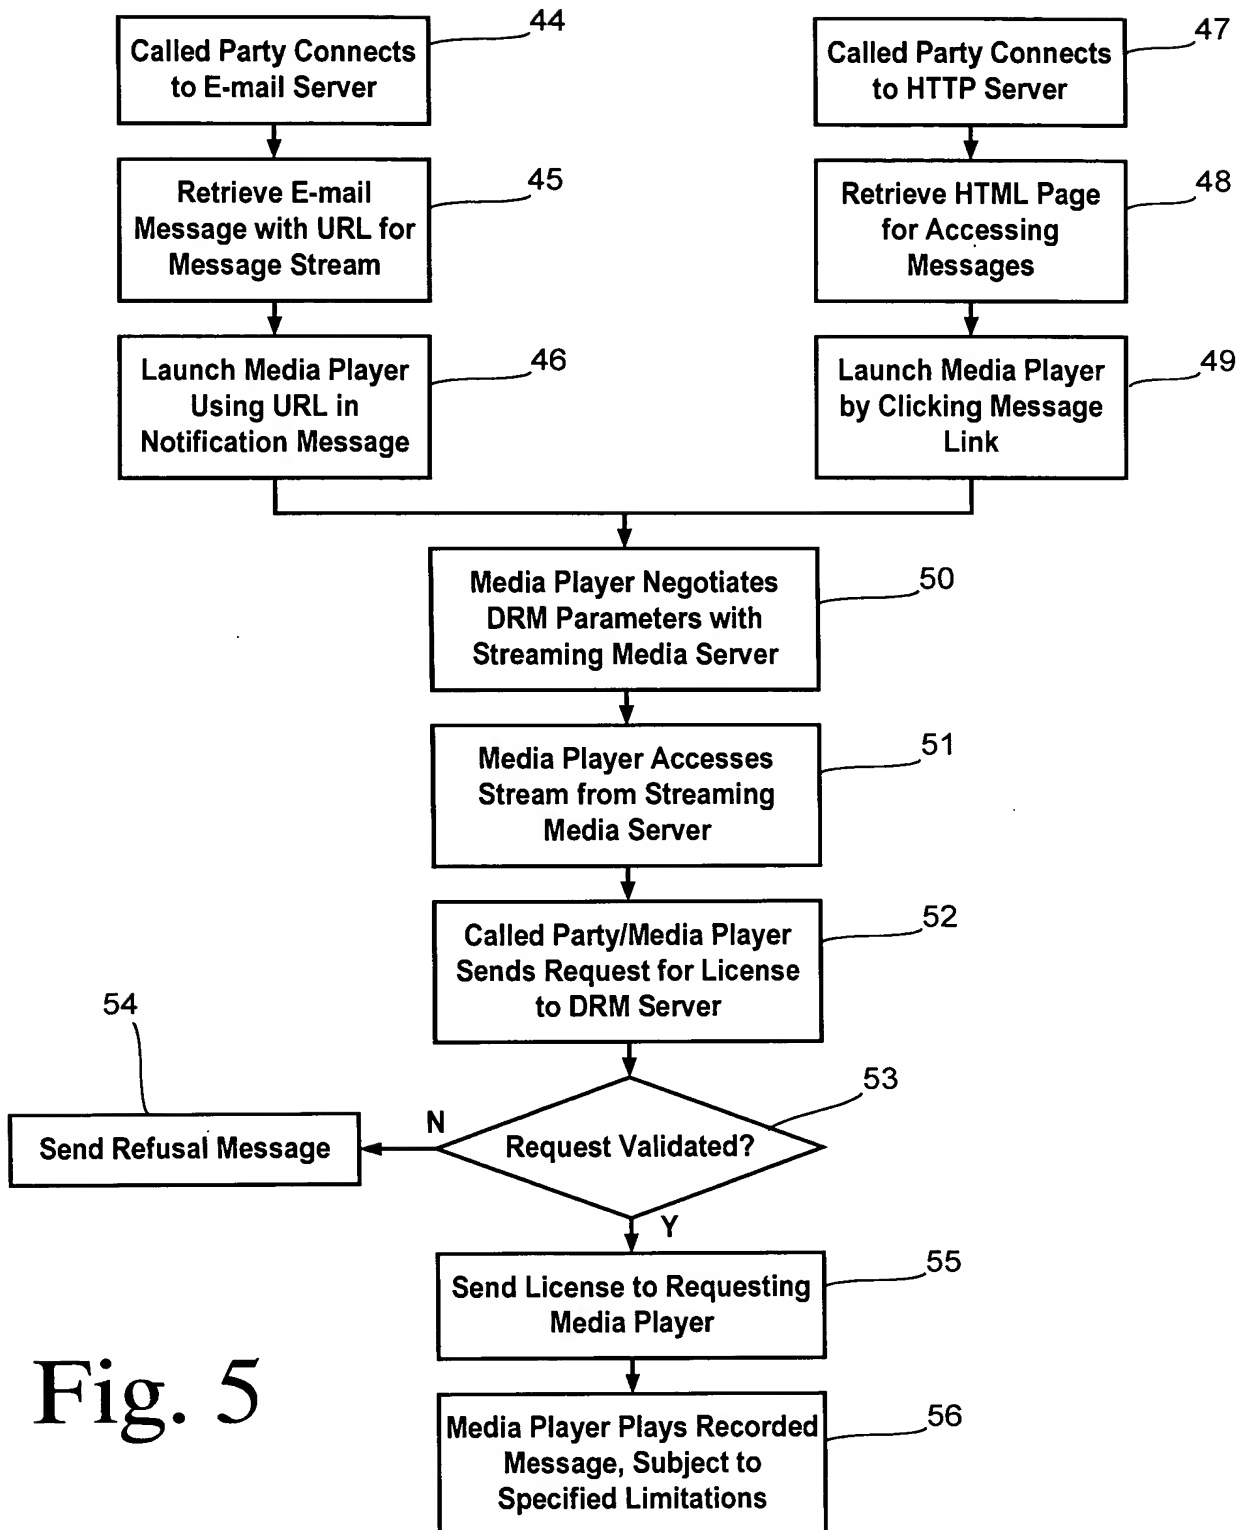 44
Called Party Connects
to E-mail Server
45
Retrieve E-mail
Message with URL for
Message Stream
46
Launch Media Player
Using URL in
Notification Message
47
Called Party Connects
to HTTP Server
48
Retrieve HTML Page
for Accessing
Messages
49
Launch Media Player
by Clicking Message
Link
50
Media Player Negotiates
DRM Parameters with
Streaming Media Server
51
Media Player Accesses
Stream from Streaming
Media Server
52
Called Party/Media Player
Sends Request for License
to DRM Server
53
Request Validated?
N
54
Send Refusal Message
Y
55
Send License to Requesting
Media Player
56
Media Player Plays Recorded
Message, Subject to
Specified Limitations
Fig. 5